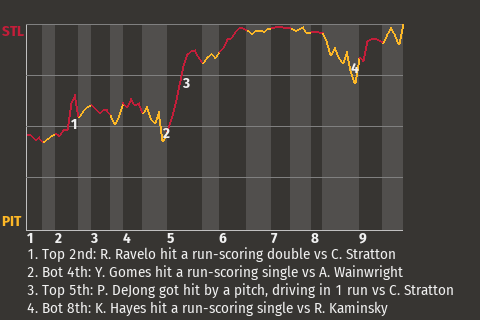 STL
4
3
1
2
PIT
1 2 3 4 5 6 7 8 9
1. Top 2nd: R. Ravelo hit a run-scoring double vs C. Stratton
2. Bot 4th: Y. Gomes hit a run-scoring single vs A. Wainwright
3. Top 5th: P. DeJong got hit by a pitch, driving in 1 run vs C. Stratton
4. Bot 8th: K. Hayes hit a run-scoring single vs R. Kaminsky